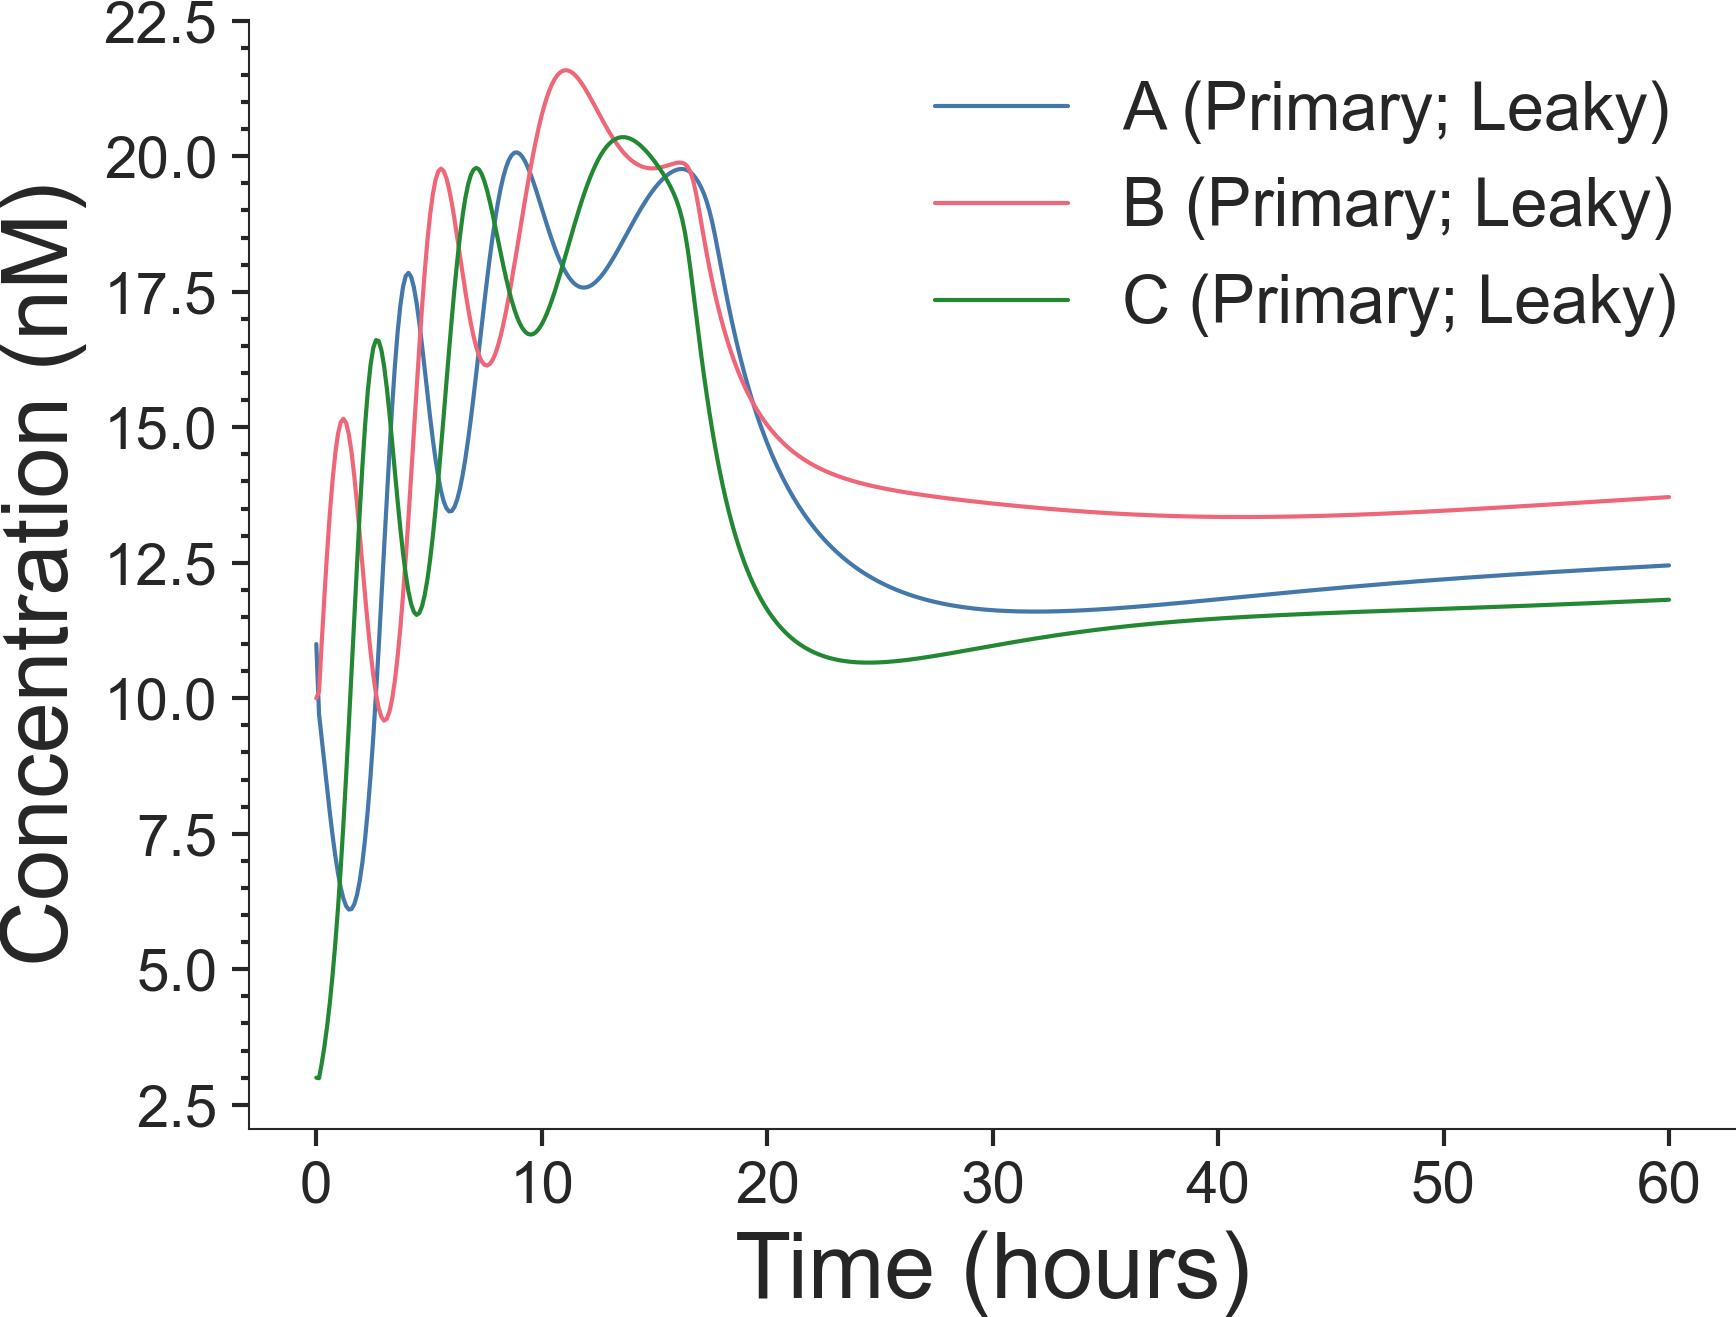 22.5
20.0
17.5
15.0
12.5
10.0
7.5
5.0
2.5
Concentration (nM)
A (Primary; Leaky)
B (Primary; Leaky)
C (Primary; Leaky)
0 10 20 30 40 50 60
Time (hours)